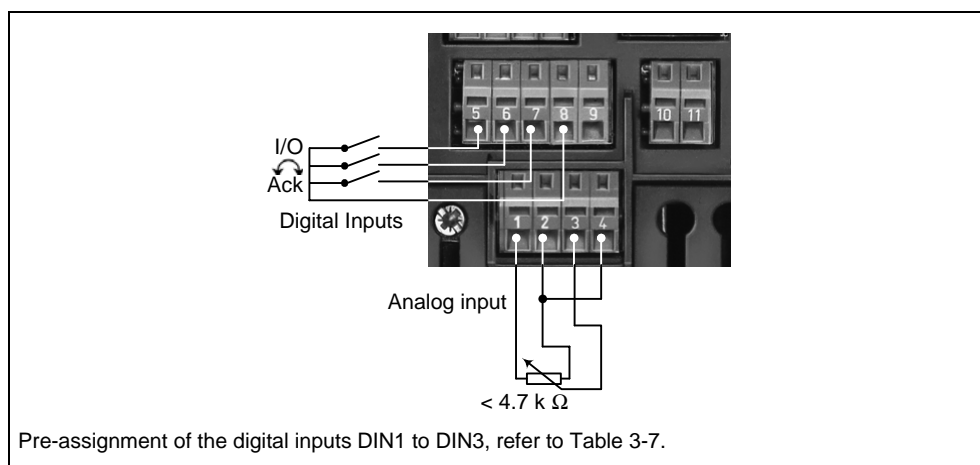 5 6 7 8 9
10 11
I/O
Ack
Digital Inputs
1 2 3 4
Analog input
< 4.7 k Ω
Pre-assignment of the digital inputs DIN1 to DIN3, refer to Table 3-7.